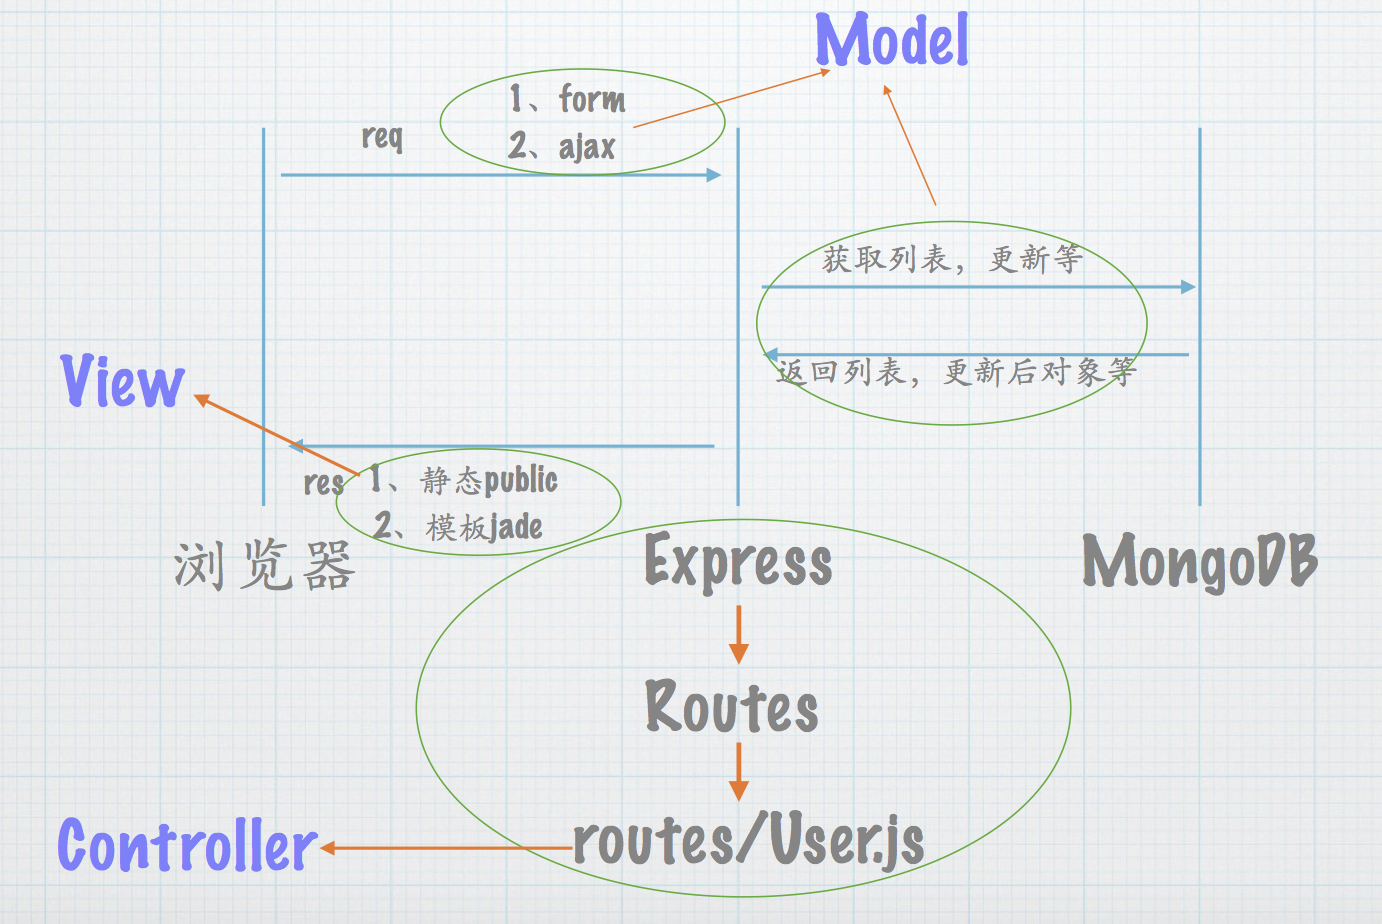 Model
1、form
req
2、ajax
获取列表，更新等
返回列表，更新后对象等
View
res
1、静态public
2、模板jade
浏览器
Express
MongoDB
Routes
routes/User.js
Controller